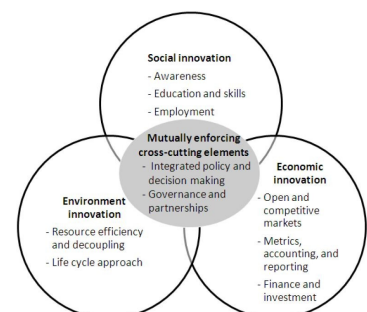 Social innovation
- Awareness
- Education and skills
- Employment
Mutually enforcing
cross-cutting elements
- Integrated policy and
decision making
- Governance and
partnerships
Environment
innovation
- Resource efficiency
and decoupling
- Life cycle approach
Economic
innovation
- Open and
competitive
markets
- Metrics,
accounting, and
reporting
- Finance and
investment